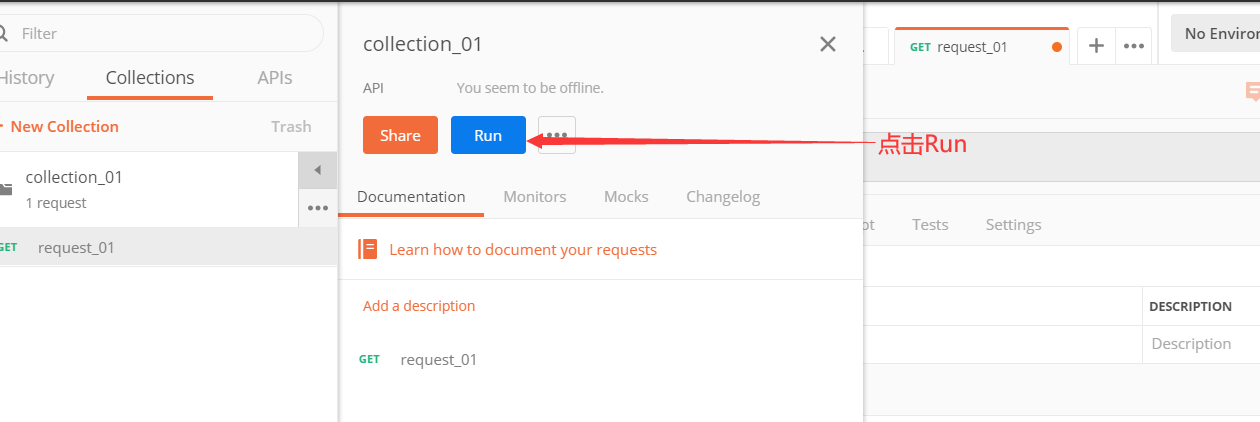 Filter
History
Collections
APIs
New Collection
Trash
collection_01
1 request
GET request_01
collection_01
API
You seem to be offline.
Share
Run
点击Run
Documentation
Monitors
Mocks
Changelog
Learn how to document your requests
Add a description
GET request_01
GET request_01
No Environ
pt
Tests
Settings
DESCRIPTION
Description